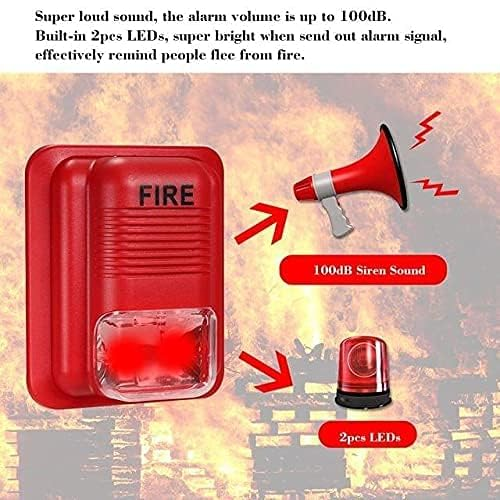 Super loud sound, the alarm volume is up to 100dB.
Built-in 2pcs LEDs, super bright when send out alarm signal,
effectively remind people flee from fire.
FIRE
100dB Siren Sound
2pcs LEDs